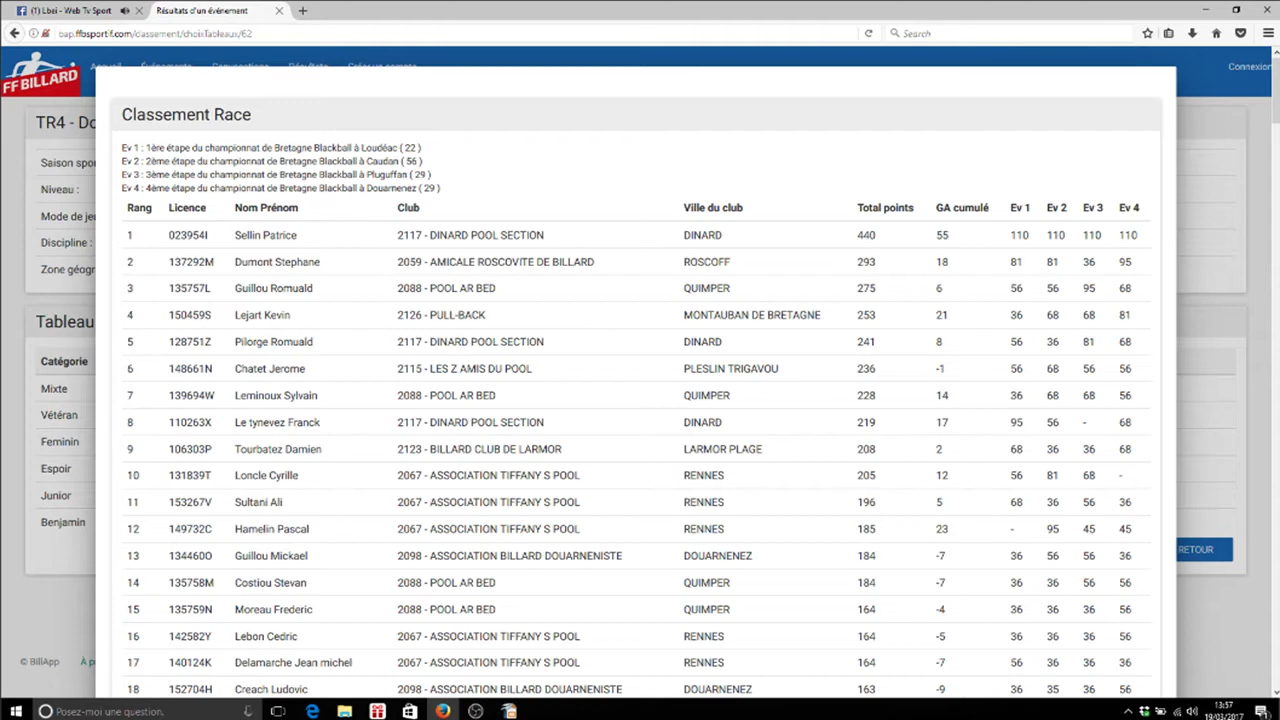 (1) Lbei - Web Tv Sport
Résultats d'un événement
bap.ffbsportif.com/classement/choixTableaux/62
Search
FF BILLARD
Accueil Événements Convocations Résultats Créer un compte
Connexion
TR4 - Do
Saison spo
Niveau :
Mode de je
Discipline :
Zone géogr
Tableau
Catégorie
Mixte
Vétéran
Feminin
Espoir
Junior
Benjamin
RETOUR
© BillApp
Classement Race
Ev 1 : 1ère étape du championnat de Bretagne Blackball à Loudéac ( 22 )
Ev 2 : 2ème étape du championnat de Bretagne Blackball à Caudan ( 56 )
Ev 3 : 3ème étape du championnat de Bretagne Blackball à Pluguffan ( 29 )
Ev 4 : 4ème étape du championnat de Bretagne Blackball à Douarnenez ( 29 )
Rang Licence Nom Prénom Club Ville du club Total points GA cumulé Ev 1 Ev 2 Ev 3 Ev 4
1 023954I Sellin Patrice 2117 - DINARD POOL SECTION DINARD 440 55 110 110 110 110
2 137292M Dumont Stephane 2059 - AMICALE ROSCOVITE DE BILLARD ROSCOFF 293 18 81 81 36 95
3 135757L Guillou Romuald 2088 - POOL AR BED QUIMPER 275 6 56 56 95 68
4 150459S Lejart Kevin 2126 - PULL-BACK MONTAUBAN DE BRETAGNE 253 21 36 68 68 81
5 128751Z Pilorge Romuald 2117 - DINARD POOL SECTION DINARD 241 8 56 36 81 68
6 148661N Chatet Jerome 2115 - LES Z AMIS DU POOL PLESLIN TRIGAVOU 236 -1 56 68 56 56
7 139694W Leminoux Sylvain 2088 - POOL AR BED QUIMPER 228 14 36 68 68 56
8 110263X Le tynevez Franck 2117 - DINARD POOL SECTION DINARD 219 17 95 56 - 68
9 106303P Tourbatez Damien 2123 - BILLARD CLUB DE LARMOR LARMOR PLAGE 208 2 68 36 36 68
10 131839T Loncle Cyrille 2067 - ASSOCIATION TIFFANY S POOL RENNES 205 12 56 81 68 -
11 153267V Sultani Ali 2067 - ASSOCIATION TIFFANY S POOL RENNES 196 5 68 36 56 36
12 149732C Hamelin Pascal 2067 - ASSOCIATION TIFFANY S POOL RENNES 185 23 - 95 45 45
13 134460O Guillou Mickael 2098 - ASSOCIATION BILLARD DOUARNENISTE DOUARNENEZ 184 -7 36 56 56 36
14 135758M Costiou Stevan 2088 - POOL AR BED QUIMPER 184 -7 36 36 56 56
15 135759N Moreau Frederic 2088 - POOL AR BED QUIMPER 164 -4 36 36 36 56
16 142582Y Lebon Cedric 2067 - ASSOCIATION TIFFANY S POOL RENNES 164 -5 36 36 36 56
17 140124K Delamarche Jean michel 2067 - ASSOCIATION TIFFANY S POOL RENNES 164 -7 56 36 36 36
18 152704H Creach Ludovic 2098 - ASSOCIATION BILLARD DOUARNENISTE DOUARNENEZ 163 -9 36 35 36 56
Posez-moi une question.
13:57
19/03/2017